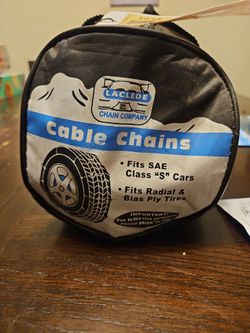 LACLEDE
CHAIN COMPANY
Cable Chains
• Fits SAE
Class "S" Cars
• Fits Radial &
Bias Ply Tires
IMPORTANT!